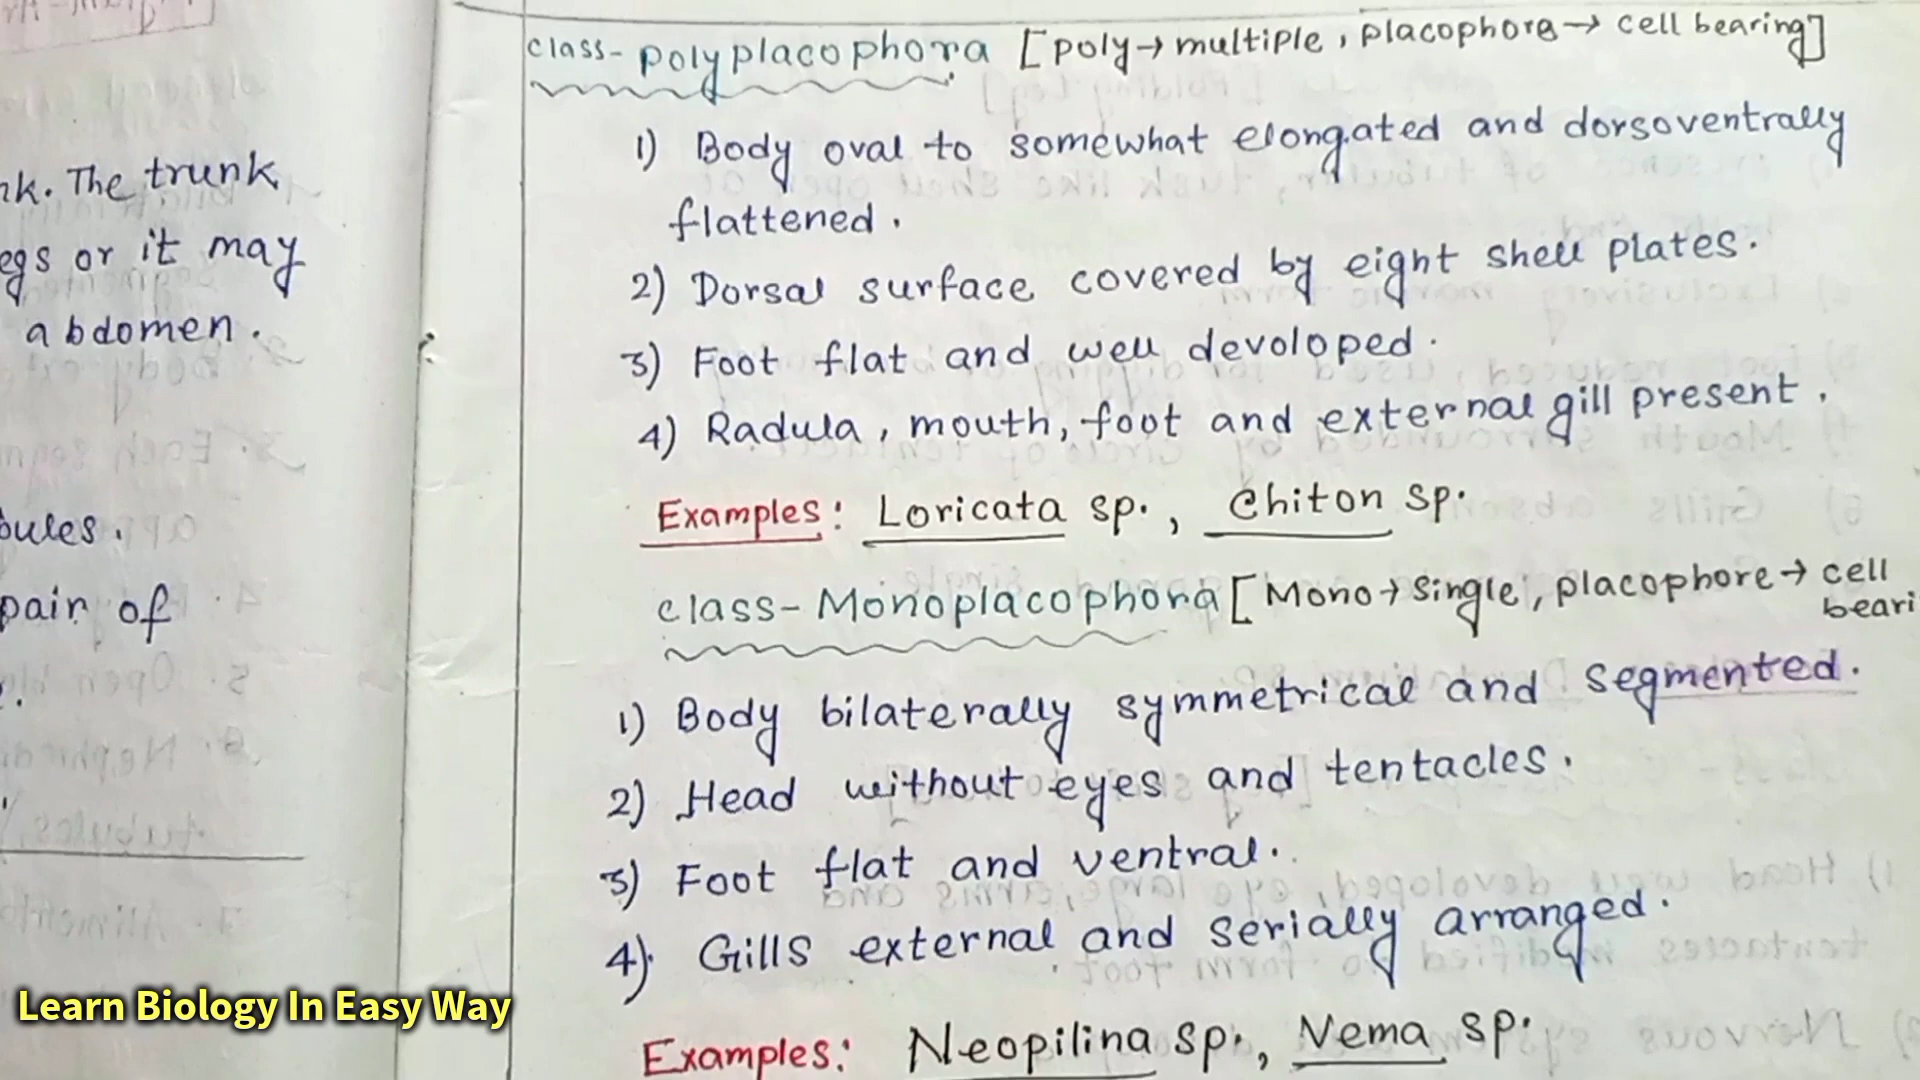 nk. The trunk
egs or it may
abdomen.
bules.
pair of
class- Polyplacophora [poly→ multiple, placophora→ cell bearing]
1) Body oval to somewhat elongated and dorsoventrally
flattened.
2) Dorsal surface covered by eight shell plates.
3) Foot flat and well devoloped.
4) Radula, mouth, foot and external gill present.
Examples: Loricata sp., Chiton sp.
class- Monoplacophora [Mono→ Single, placophore→ cell
beari
1) Body bilaterally symmetrical and segmented.
2) Head without eyes and tentacles.
3) Foot flat and ventral.
4) Gills external and serially arranged.
Examples: Neopilina sp., Nema sp.
Learn Biology In Easy Way